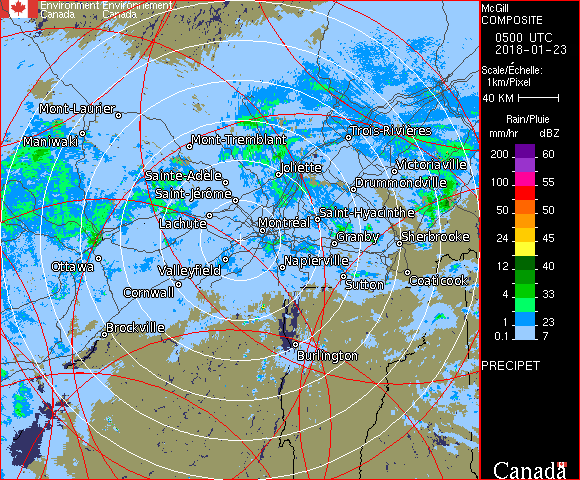 Environment Environnement
Canada Canada
McGill
COMPOSITE
0500 UTC
2018-01-23
Scale/Échelle:
1km/Pixel
40 KM
Rain/Pluie
mm/hr dBZ
200 60
100 55
50 50
24 45
12 40
4 33
1 23
0.1 7
PRECIPET
Canada
Mont-Laurier
Maniwaki
Mont-Tremblant
Trois-Rivières
Joliette
Victoriaville
Sainte-Adèle
Drummondville
Saint-Jérôme
Lachute
Saint-Hyacinthe
Montréal
Granby
Sherbrooke
Ottawa
Valleyfield
Napierville
Cornwall
Sutton
Coaticook
Brockville
Burlington